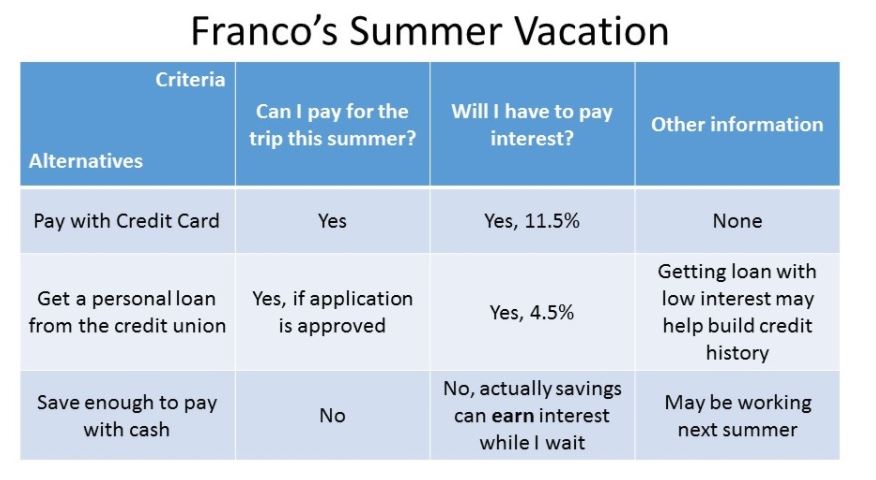 Franco's Summer Vacation
Criteria
Alternatives
Can I pay for the
trip this summer?
Will I have to pay
interest?
Other information
Pay with Credit Card
Yes
Yes, 11.5%
None
Get a personal loan
from the credit union
Yes, if application
is approved
Yes, 4.5%
Getting loan with
low interest may
help build credit
history
Save enough to pay
with cash
No
No, actually savings
can earn interest
while I wait
May be working
next summer